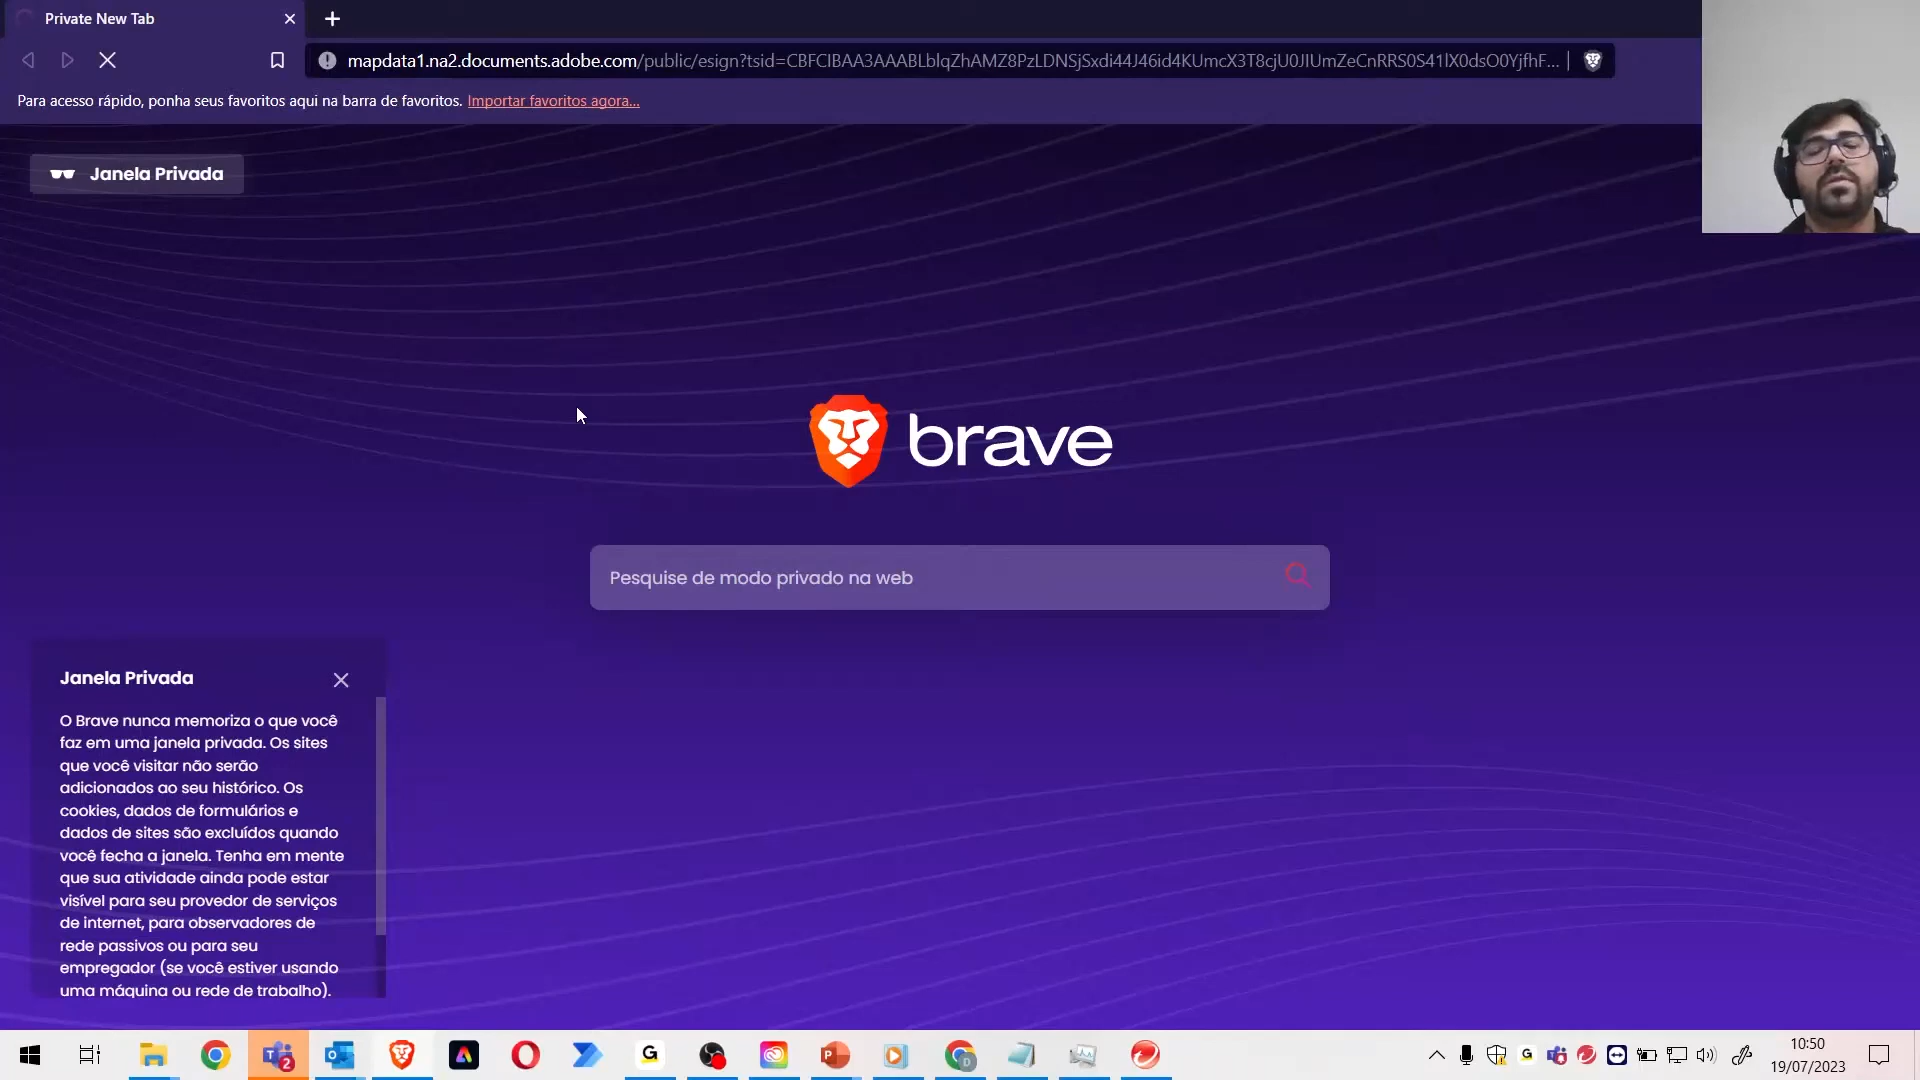 Private New Tab
mapdata1.na2.documents.adobe.com/public/esign?tsid=CBFCIBAA3AAABLblqZhAMZ8PzLDNSjSxdi44J46id4KUmcX3T8cjU0JIUmZeCnRRS0S41lX0dsO0YjfhF...
Para acesso rápido, ponha seus favoritos aqui na barra de favoritos. Importar favoritos agora...
Janela Privada
brave
Pesquise de modo privado na web
Janela Privada
O Brave nunca memoriza o que você
faz em uma janela privada. Os sites
que você visitar não serão
adicionados ao seu histórico. Os
cookies, dados de formulários e
dados de sites são excluídos quando
você fecha a janela. Tenha em mente
que sua atividade ainda pode estar
visível para seu provedor de serviços
de internet, para observadores de
rede passivos ou para seu
empregador (se você estiver usando
uma máquina ou rede de trabalho).
10:50
19/07/2023